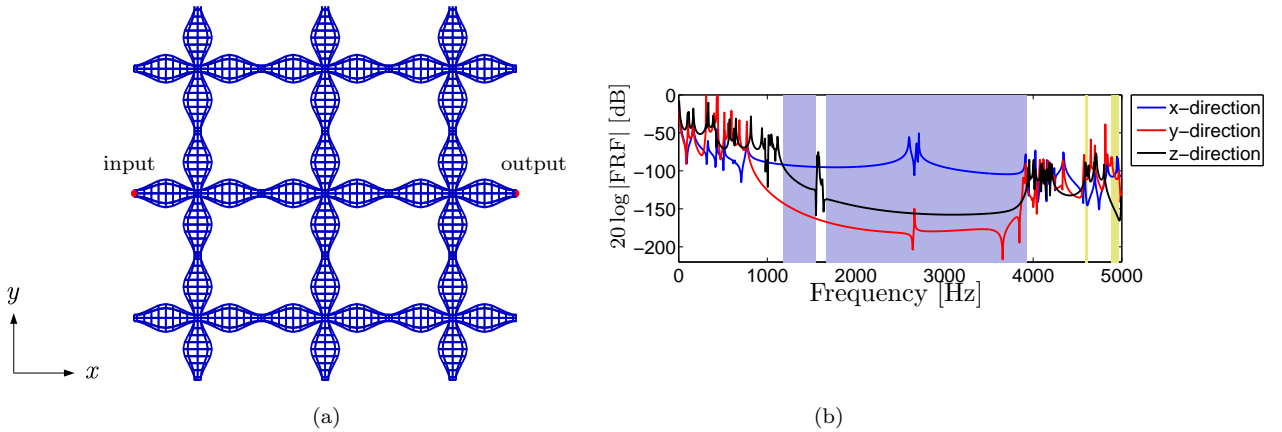 input
output
y
x
(a)
20 log |FRF| [dB]
0
−50
−100
−150
−200
0
1000
2000
3000
4000
5000
Frequency [Hz]
x−direction
y−direction
z−direction
(b)